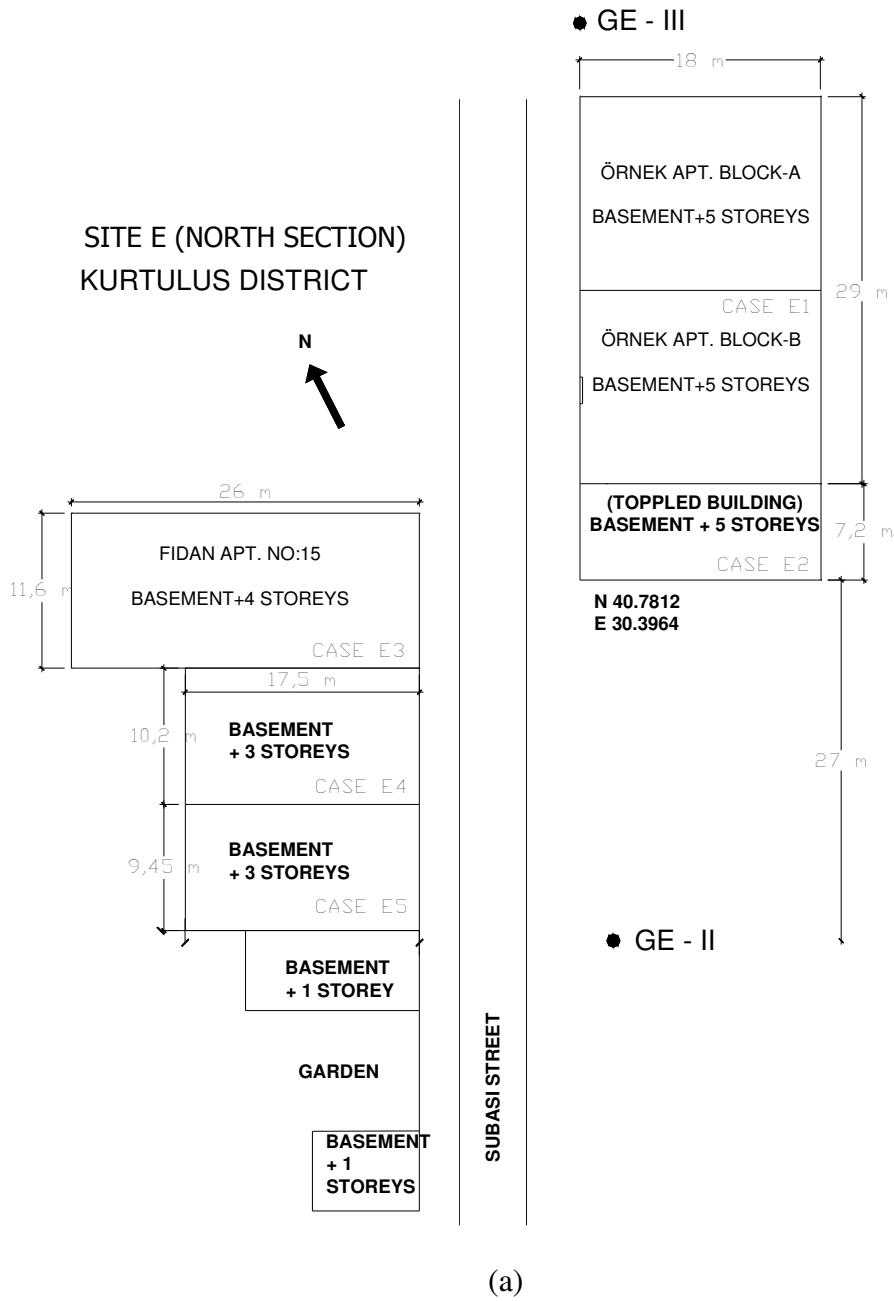 GE - III
18 m
ÖRNEK APT. BLOCK-A
BASEMENT+5 STOREYS
SITE E (NORTH SECTION)
KURTULUS DISTRICT
CASE E1
29 m
N
ÖRNEK APT. BLOCK-B
BASEMENT+5 STOREYS
26 m
(TOPPLED BUILDING)
BASEMENT + 5 STOREYS
7,2 m
CASE E2
FIDAN APT. NO:15
11,6 m
BASEMENT+4 STOREYS
CASE E3
N 40.7812
E 30.3964
17,5 m
10,2 m
BASEMENT
+ 3 STOREYS
CASE E4
27 m
BASEMENT
+ 3 STOREYS
9,45 m
CASE E5
GE - II
BASEMENT
+ 1 STOREY
GARDEN
SUBASI STREET
BASEMENT
+ 1
STOREYS
(a)